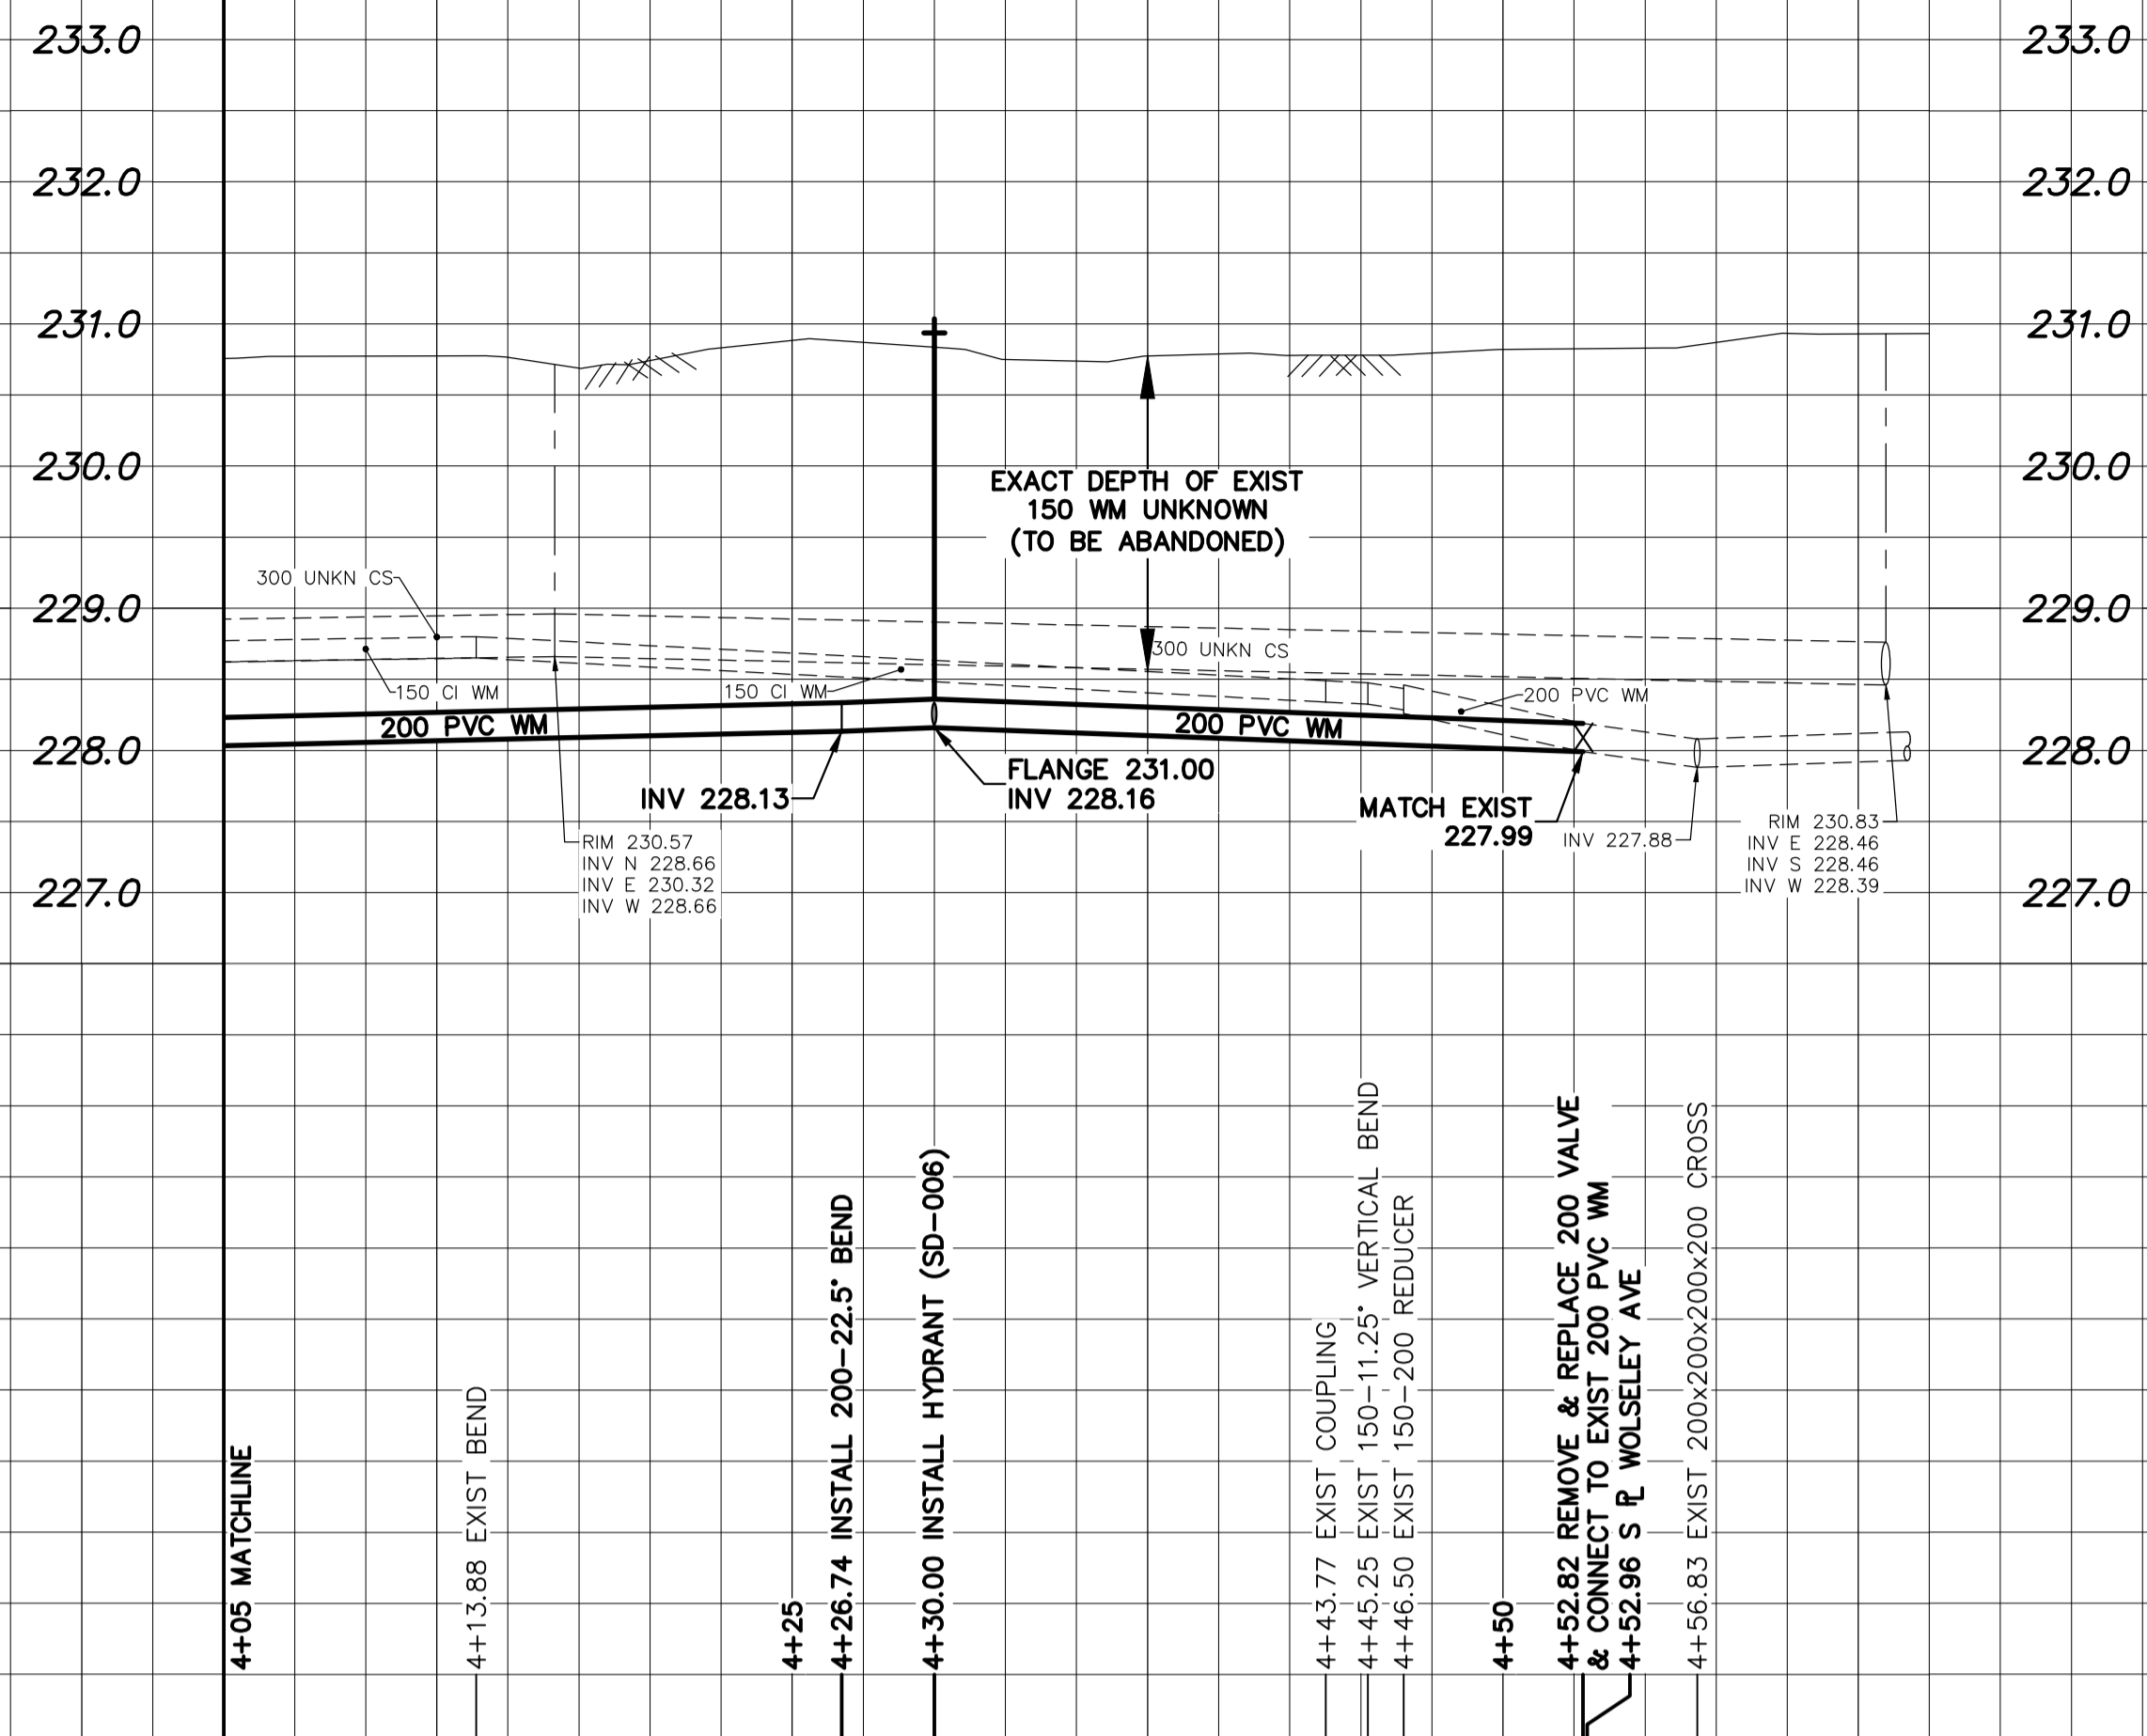 233.0
233.0
232.0
232.0
231.0
231.0
230.0
230.0
EXACT DEPTH OF EXIST
150 WM UNKNOWN
(TO BE ABANDONED)
300 UNKN CS
229.0
229.0
300 UNKN CS
150 CI WM
150 CI WM
200 PVC WM
200 PVC WM
200 PVC WM
228.0
228.0
INV 228.13
FLANGE 231.00
INV 228.16
MATCH EXIST
227.99
INV 227.88
RIM 230.83
INV E 228.46
INV S 228.46
INV W 228.39
RIM 230.57
INV N 228.66
INV E 230.32
INV W 228.66
227.0
227.0
4+05 MATCHLINE
4+13.88 EXIST BEND
4+25
4+26.74 INSTALL 200-22.5° BEND
4+30.00 INSTALL HYDRANT (SD-006)
4+43.77 EXIST COUPLING
4+45.25 EXIST 150-11.25° VERTICAL BEND
4+46.50 EXIST 150-200 REDUCER
4+50
4+52.82 REMOVE & REPLACE 200 VALVE
& CONNECT TO EXIST 200 PVC WM
4+52.96 S PL WOLSELEY AVE
4+56.83 EXIST 200x200x200x200 CROSS